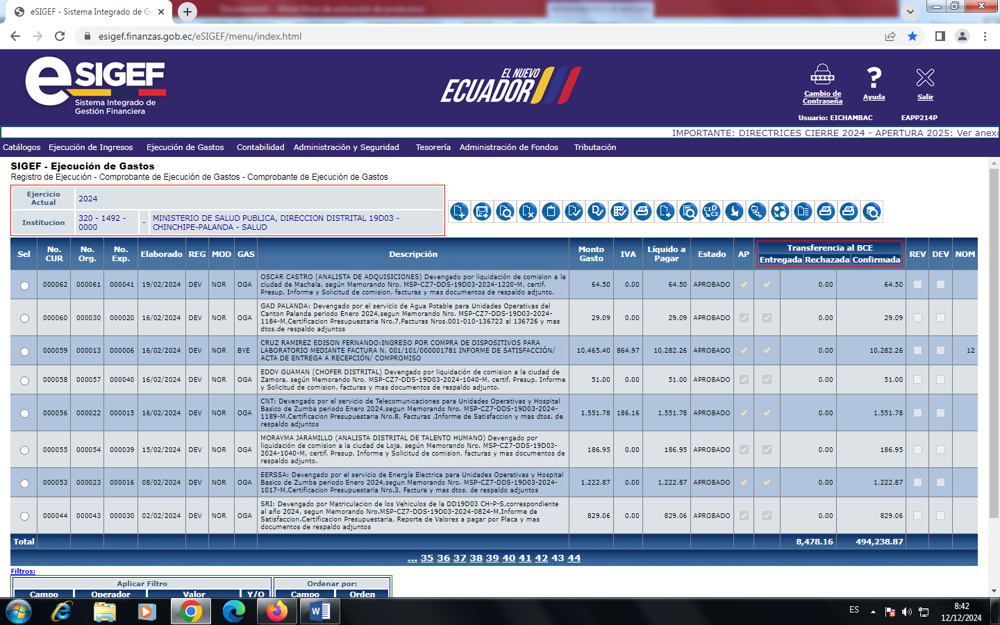 eSIGEF - Sistema Integrado de Ge
esigef.finanzas.gob.ec/eSIGEF/menu/index.html
eSIGEF
Sistema Integrado de
Gestión Financiera
EL NUEVO
ECUADOR
Cambio de
Contraseña
Ayuda
Salir
Usuario: EICHAMBAC
EAPP214P
IMPORTANTE: DIRECTRICES CIERRE 2024 - APERTURA 2025: Ver anexo
Catálogos Ejecución de Ingresos Ejecución de Gastos Contabilidad Administración y Seguridad Tesorería Administración de Fondos Tributación
SIGEF - Ejecución de Gastos
Registro de Ejecución - Comprobante de Ejecución de Gastos - Comprobante de Ejecución de Gastos
Ejercicio
Actual
2024
Institucion
320 - 1492 -
0000
-
MINISTERIO DE SALUD PUBLICA, DIRECCION DISTRITAL 19D03 -
CHINCHIPE-PALANDA - SALUD
C1D
C2
Sel
No.
CUR
No.
Org.
No.
Exp.
Elaborado
REG
MOD
GAS
Descripción
Monto
Gasto
IVA
Líquido a
Pagar
Estado
AP
Transferencia al BCE
Entregada Rechazada Confirmada
REV
DEV
NOM
000062 000061 000041 19/02/2024 DEV NOR OGA
OSCAR CASTRO (ANALISTA DE ADQUISICIONES) Devengado por liquidación de comision a la
ciudad de Machala, según Memorando Nro. MSP-CZ7-DDS-19D03-2024-1220-M, certif.
Presup, Informe y Solicitud de comision, facturas y mas documentos de respaldo adjunto.
64.50 0.00 64.50 APROBADO 0.00 64.50
000060 000030 000020 16/02/2024 DEV NOR OGA
GAD PALANDA: Devengado por el servicio de Agua Potable para Unidades Operativas del
Canton Palanda periodo Enero 2024,segun Memorando Nro. MSP-CZ7-DDS-19D03-2024-
1184-M,Certificacion Presupuestaria Nro.7,Facturas Nros.001-010-136723 al 136726 y mas
dtos.de respaldo adjuntos
29.09 0.00 29.09 APROBADO 0.00 29.09
000059 000013 000006 16/02/2024 DEV NOR BYE
CRUZ RAMIREZ EDISON FERNANDO:INGRESO POR COMPRA DE DISPOSITIVOS PARA
LABORATORIO MEDIANTE FACTURA N. 001/101/000001781 INFORME DE SATISFACCIÓN/
ACTA DE ENTREGA A RECEPCIÓN/ COMPROMISO
10,465.40 864.97 10,282.26 APROBADO 0.00 10,282.26 12
000058 000057 000040 16/02/2024 DEV NOR OGA
EDDY GUAMAN (CHOFER DISTRITAL) Devengado por liquidación de comision a la ciudad de
Zamora, según Memorando Nro. MSP-CZ7-DDS-19D03-2024-1040-M, certif. Presup, Informe
y Solicitud de comision, facturas y mas documentos de respaldo adjunto.
51.00 0.00 51.00 APROBADO 0.00 51.00
000056 000022 000015 16/02/2024 DEV NOR OGA
CNT: Devengado por el servicio de Telecomunicaciones para Unidades Operativas y Hospital
Basico de Zumba periodo Enero 2024,segun Memorando Nro. MSP-CZ7-DDS-19D03-2024-
1189-M,Certificacion Presupuestaria Nro.8, Facturas ,Informe de Satisfaccion y mas dtos. de
respaldo adjuntos
1,551.78 186.16 1,551.78 APROBADO 0.00 1,551.78
000055 000054 000039 15/02/2024 DEV NOR OGA
MORAYMA JARAMILLO (ANALISTA DISTRITAL DE TALENTO HUMANO) Devengado por
liquidación de comision a la ciudad de Loja, según Memorando Nro. MSP-CZ7-DDS-19D03-
2024-1040-M, certif. Presup, Informe y Solicitud de comision, facturas y mas documentos de
respaldo adjunto.
186.95 0.00 186.95 APROBADO 0.00 186.95
000053 000023 000016 08/02/2024 DEV NOR OGA
EERSSA: Devengado por el servicio de Energía Electrica para Unidades Operativas y Hospital
Basico de Zumba periodo Enero 2024,segun Memorando Nro. MSP-CZ7-DDS-19D03-2024-
1017-M,Certificacion Presupuestaria Nro.3, Factura y mas dtos. de respaldo adjuntos
1,222.87 0.00 1,222.87 APROBADO 0.00 1,222.87
000044 000043 000030 02/02/2024 DEV NOR OGA
SRI: Devengado por Matriculacion de los Vehiculos de la DD19D03 CH-P-S,correspondiente
al año 2024, segun Memorando Nro.MSP-CZ7-DDS-19D03-2024-0824-M,Informe de
Satisfaccion,Certificacion Presupuestaria, Reporte de Valores a pagar por Placa y mas
documentos de respaldo adjuntos
829.06 0.00 829.06 APROBADO 0.00 829.06
Total 8,478.16 494,238.87
... 35 36 37 38 39 40 41 42 43 44
Filtros:
Aplicar Filtro Ordenar por:
Campo Operador Valor Y/O Campo Orden
ES
8:42
12/12/2024